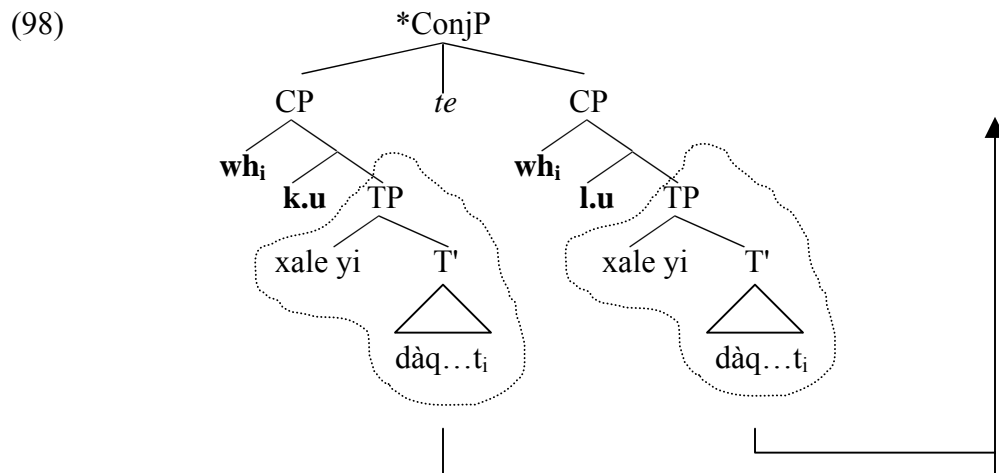 (98) *ConjP
CP te CP
whi whi
k.u TP l.u TP
xale yi T' xale yi T'
dàq…ti dàq…ti